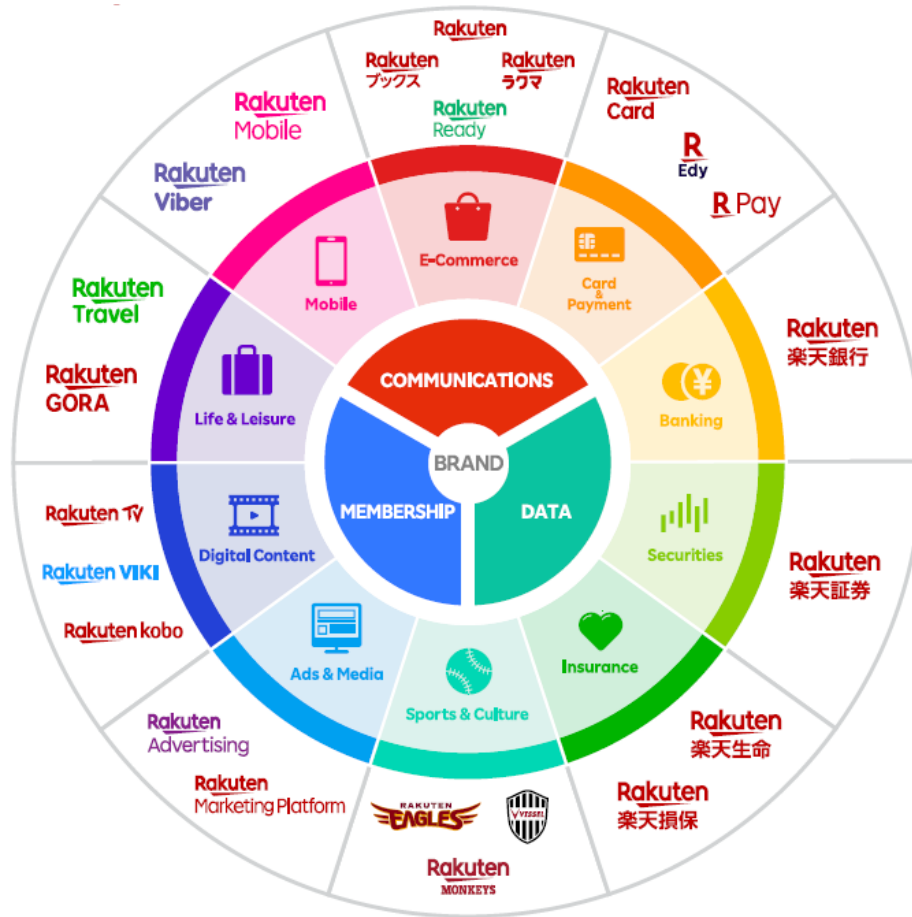 Rakuten
Rakuten
ブックス
Rakuten
ラクマ
Rakuten
Ready
Rakuten
Card
R
Edy
R Pay
Rakuten
楽天銀行
Rakuten
楽天証券
Rakuten
楽天生命
Rakuten
楽天損保
RAKUTEN
EAGLES
VISSEL
Rakuten
MONKEYS
Rakuten
Advertising
Rakuten
Marketing Platform
Rakuten TV
Rakuten VIKI
Rakuten kobo
Rakuten
Travel
Rakuten
GORA
Rakuten
Mobile
Rakuten
Viber
E-Commerce
Card
&
Payment
Banking
Securities
Insurance
Sports & Culture
Ads & Media
Digital Content
Life & Leisure
Mobile
COMMUNICATIONS
BRAND
MEMBERSHIP
DATA